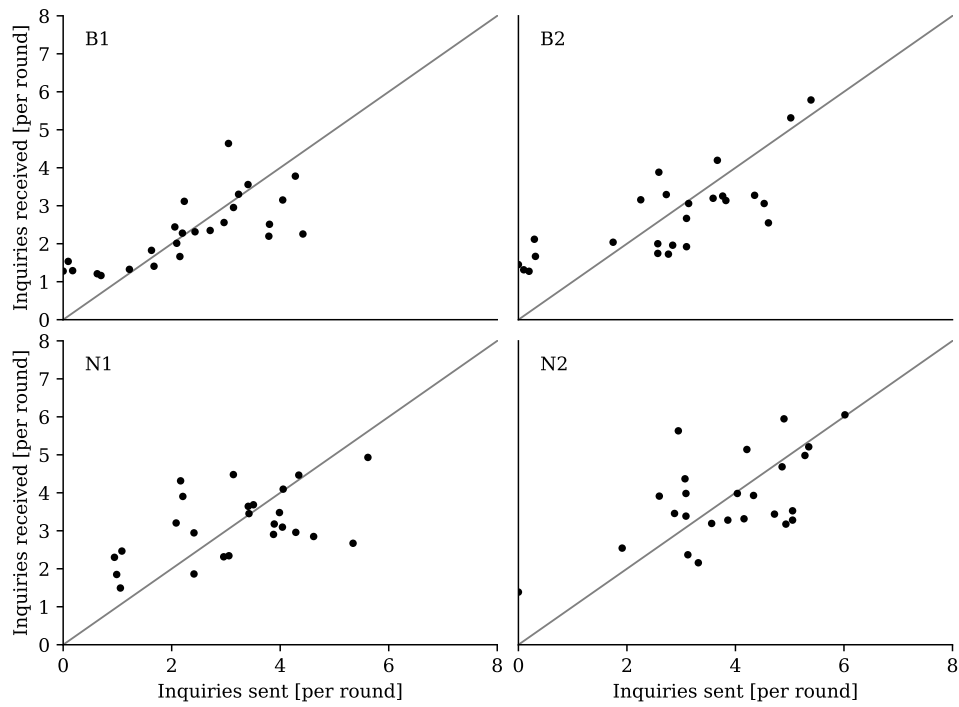 B1
B2
Inquiries received [per round]
8
7
6
5
4
3
2
1
0
N1
N2
Inquiries received [per round]
8
7
6
5
4
3
2
1
0
0 2 4 6 8
0 2 4 6 8
Inquiries sent [per round]
Inquiries sent [per round]